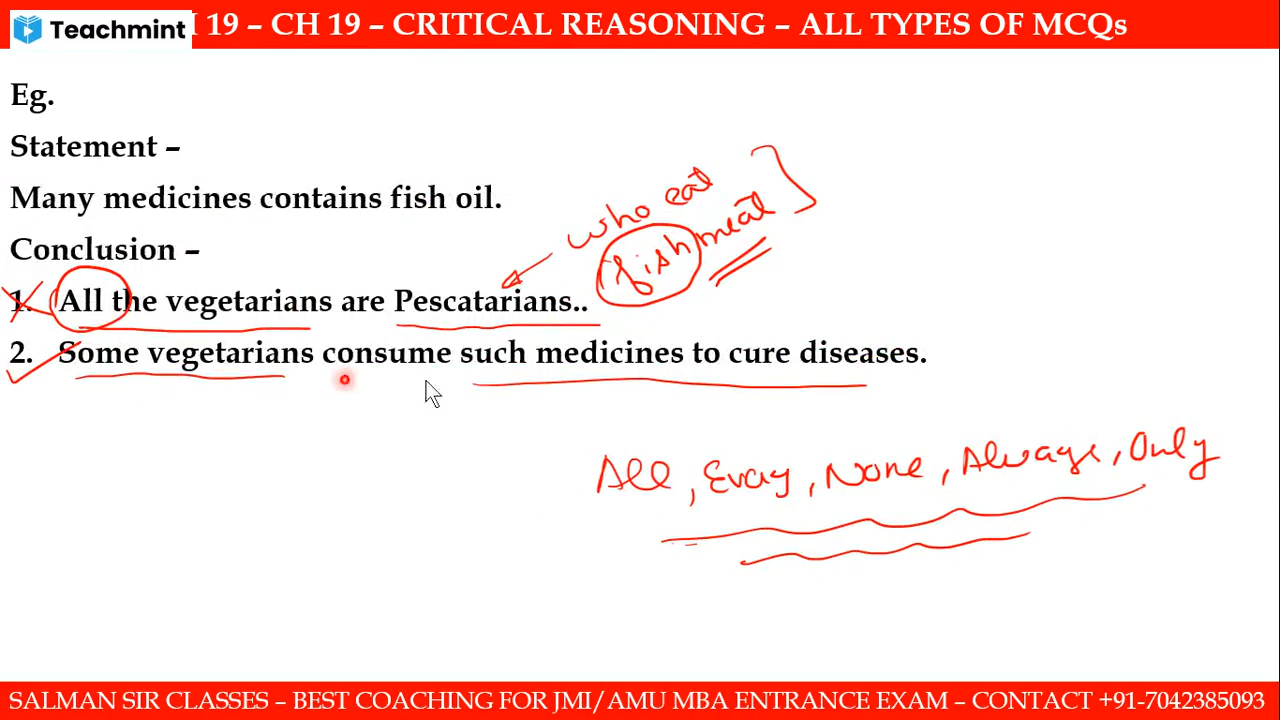 Teachmint
H 19 – CH 19 – CRITICAL REASONING – ALL TYPES OF MCQs
Eg.
Statement –
Many medicines contains fish oil.
Conclusion –
who eat
fish meat
1. All the vegetarians are Pescatarians..
2. Some vegetarians consume such medicines to cure diseases.
All, Every, None, Always, Only
SALMAN SIR CLASSES – BEST COACHING FOR JMI/AMU MBA ENTRANCE EXAM – CONTACT +91-7042385093